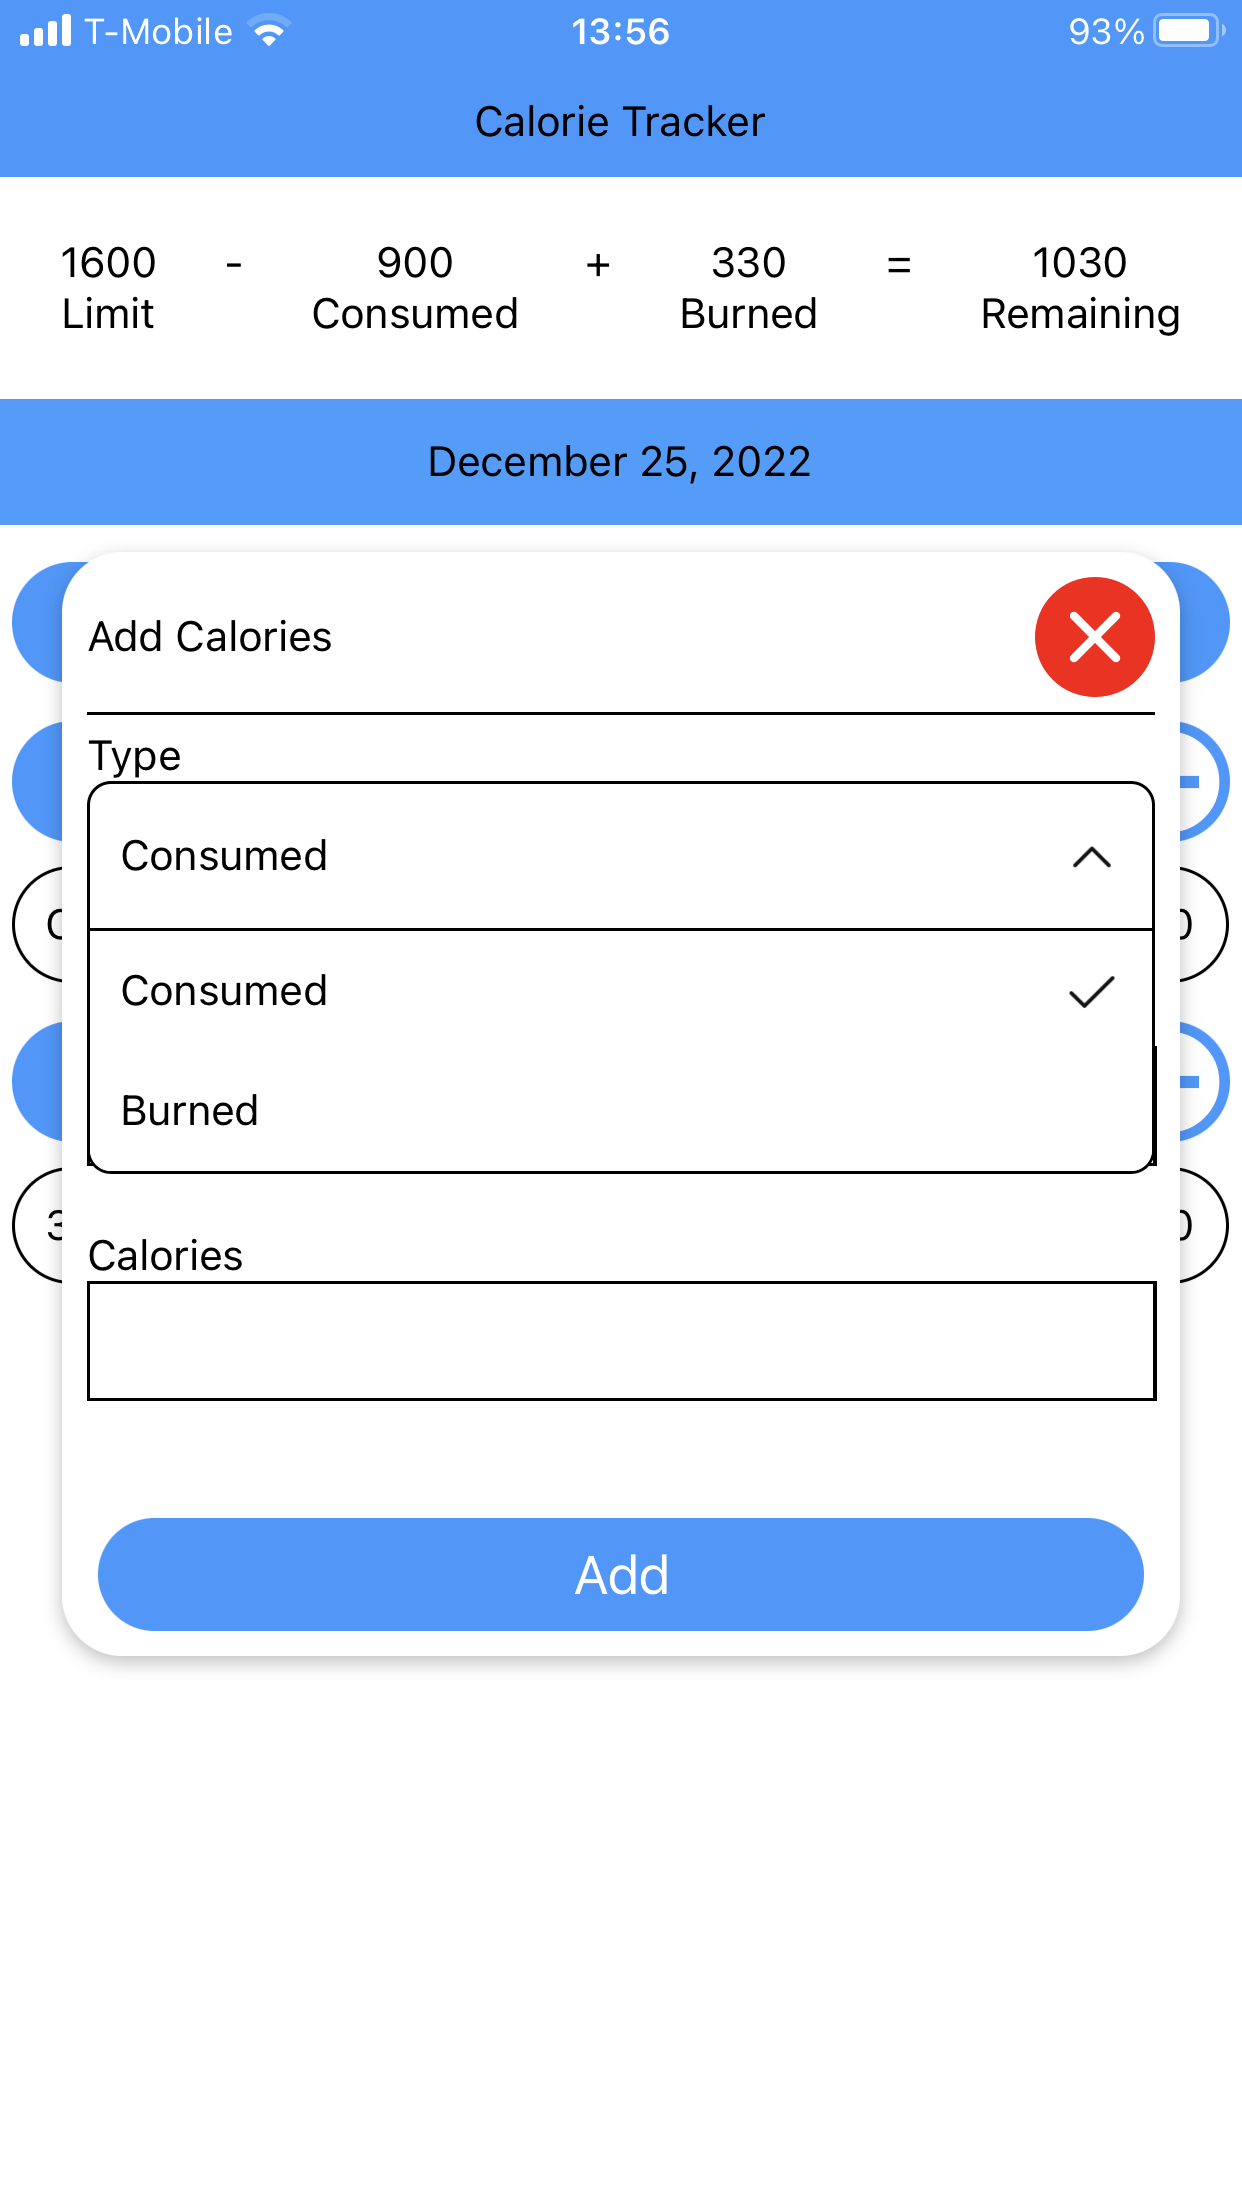 T-Mobile 13:56 93%
Calorie Tracker
1600 - 900 + 330 = 1030
Limit Consumed Burned Remaining
December 25, 2022
Add Calories
Type
Consumed
Consumed
Burned
Calories
Add